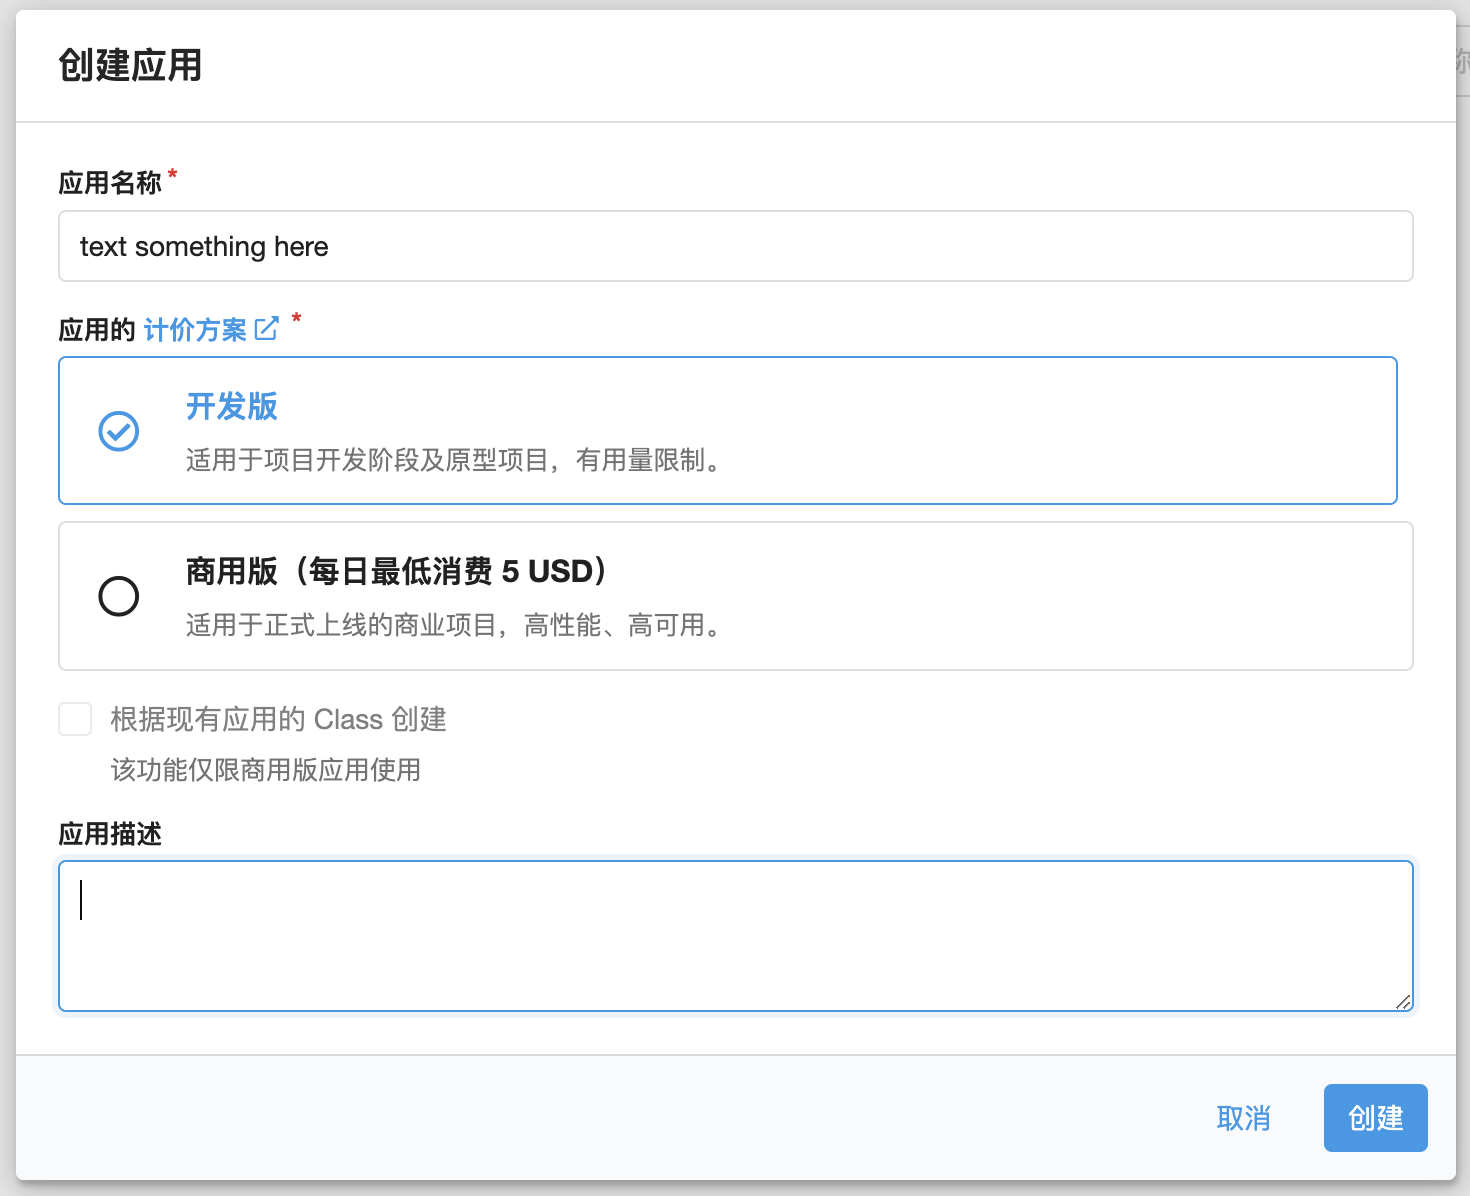 创建应用
应用名称 *
text something here
应用的 计价方案 *
开发版
适用于项目开发阶段及原型项目，有用量限制。
商用版（每日最低消费 5 USD）
适用于正式上线的商业项目，高性能、高可用。
根据现有应用的 Class 创建
该功能仅限商用版应用使用
应用描述
取消 创建